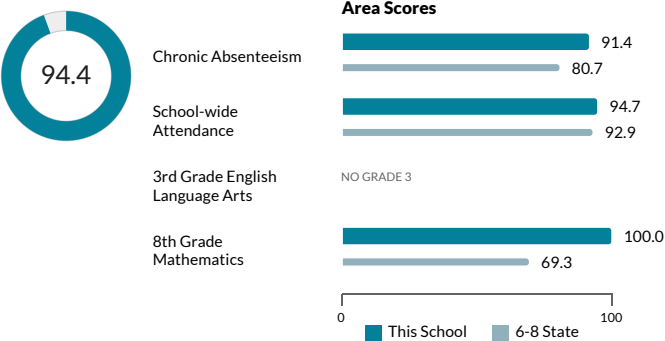 94.4
Area Scores
Chronic Absenteeism
91.4
80.7
School-wide
Attendance
94.7
92.9
3rd Grade English
Language Arts
NO GRADE 3
8th Grade
Mathematics
100.0
69.3
0
100
This School
6-8 State